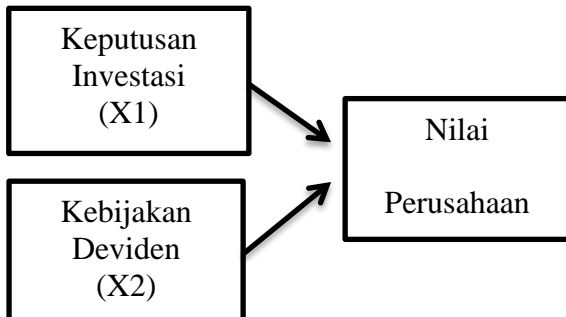 Keputusan
Investasi
(X1)
Nilai
Perusahaan
Kebijakan
Deviden
(X2)